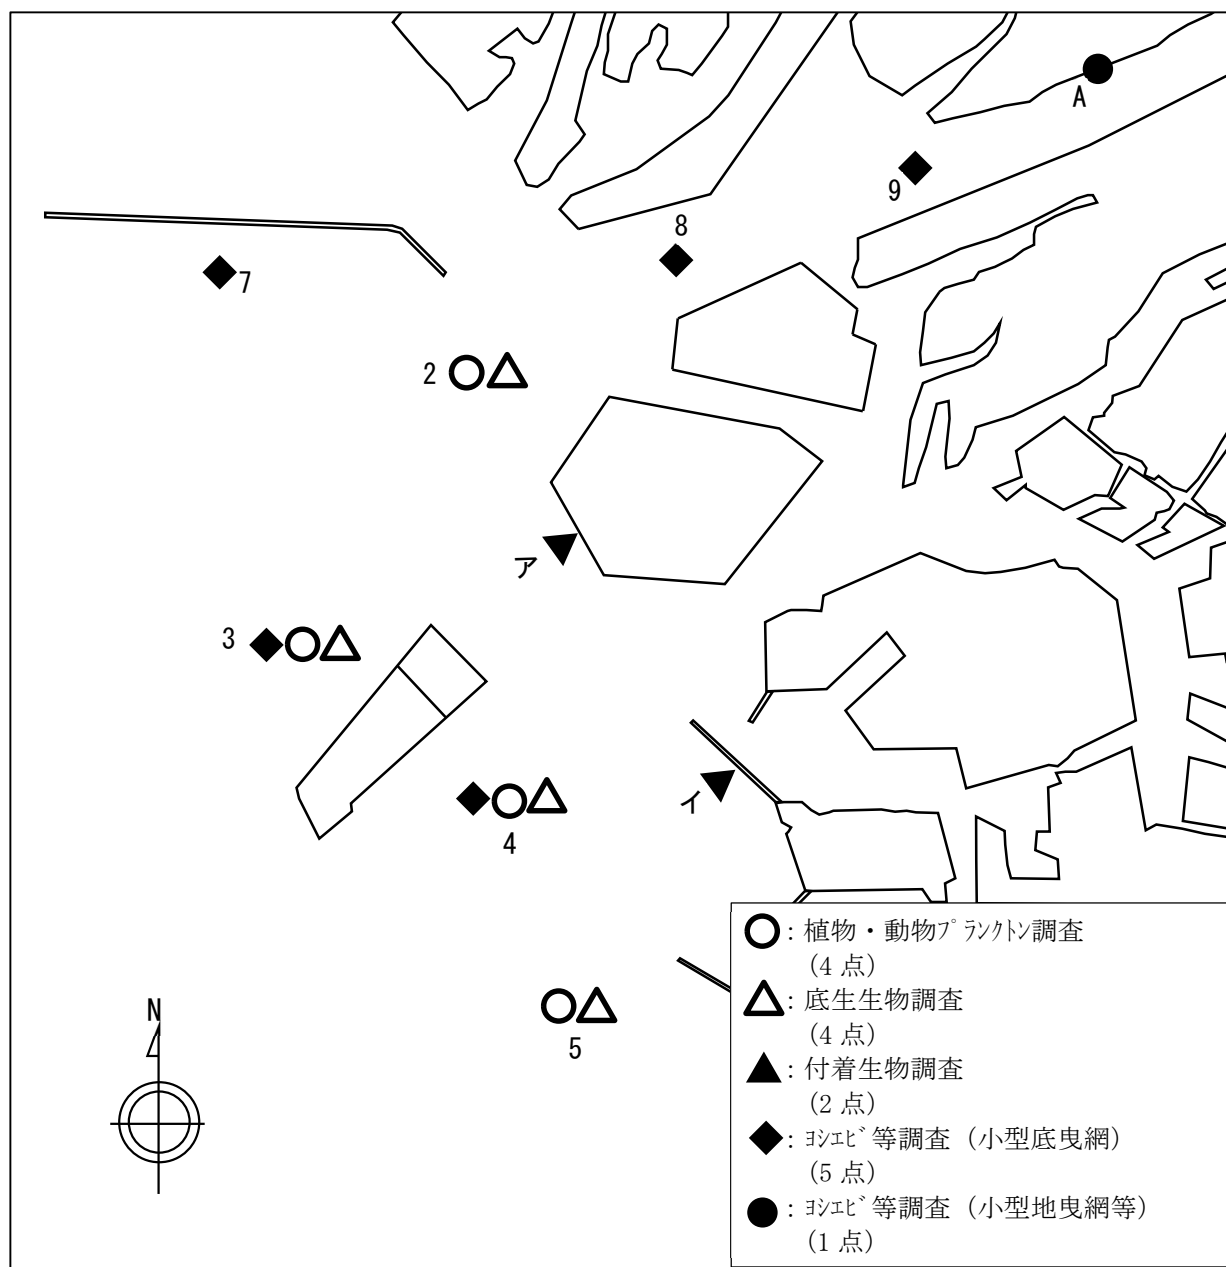 A
9
8
7
2
ア
3
イ
4
N
5
：植物・動物ﾌﾟﾗﾝｸﾄﾝ調査
（4 点）
：底生生物調査
（4 点）
：付着生物調査
（2 点）
：ﾖｼｴﾋﾞ等調査（小型底曳網）
（5 点）
：ﾖｼｴﾋﾞ等調査（小型地曳網等）
（1 点）